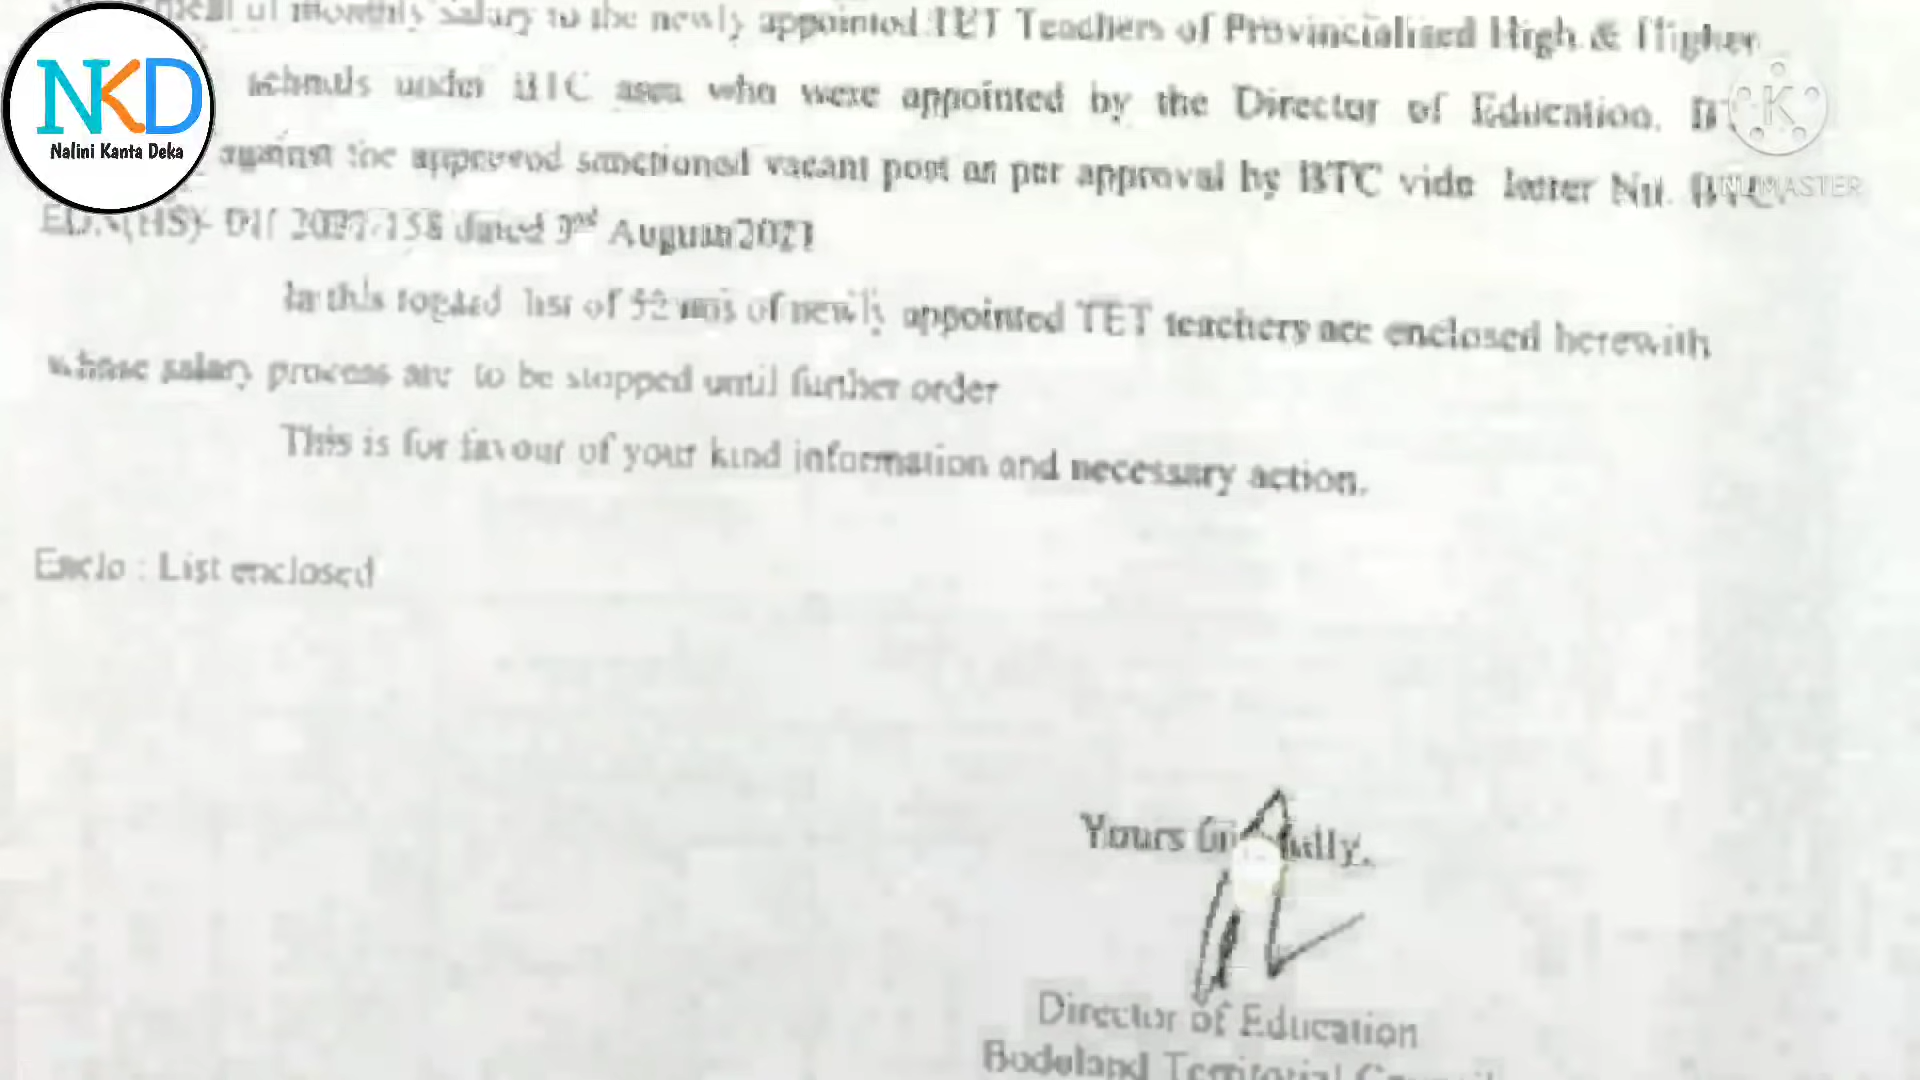 of monthly salary to the newly appointed TET Teachers of Provincialised High & Higher
schools under BTC area who were appointed by the Director of Education,
against the approved sanctioned vacant post as per approval by BTC vide letter No. BTC/
dated August 2021
In this regard list of 52 nos of newly appointed TET teachers are enclosed herewith
whose salary process are to be stopped until further order
This is for favour of your kind information and necessary action.
Enclo : List enclosed
Yours faithfully,
Director of Education
Bodoland Territorial Council
NKD
Nalini Kanta Deka
K
KINEMASTER